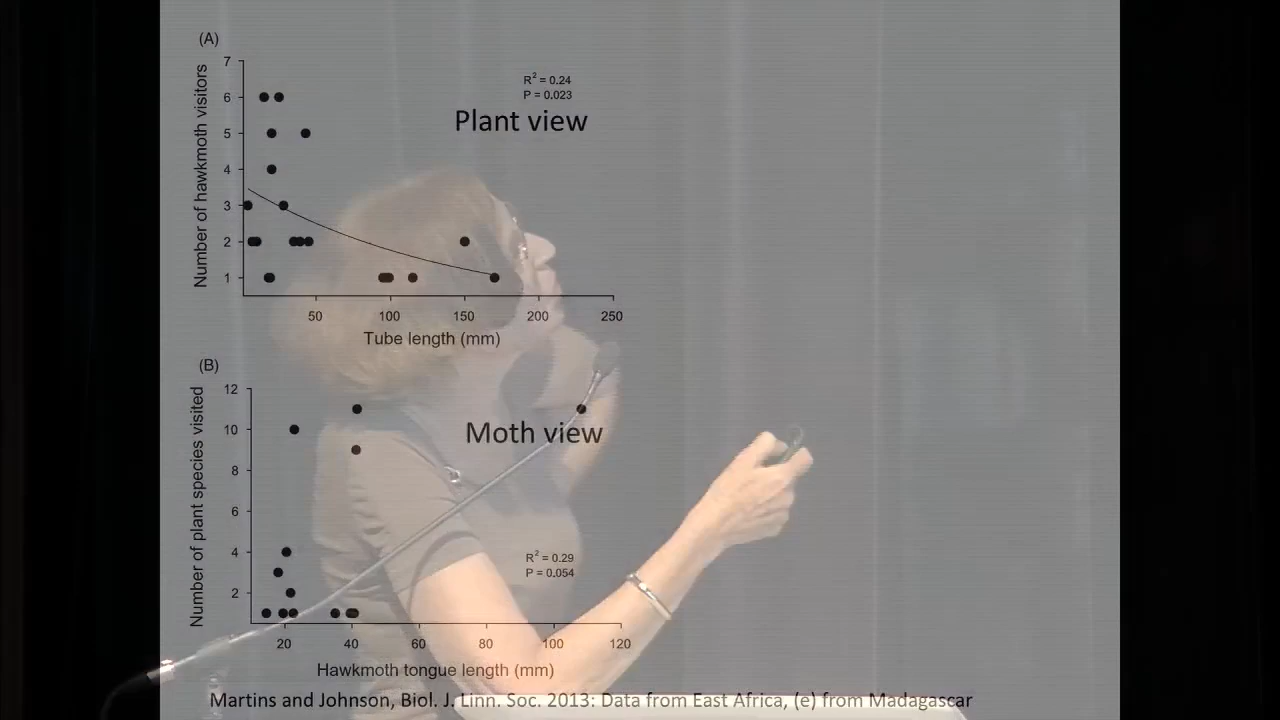 (A)
7
6
5
4
3
2
1
Number of hawkmoth visitors
R2 = 0.24
P = 0.023
Plant view
50 100 150 200 250
Tube length (mm)
(B)
12
10
8
6
4
2
Number of plant species visited
Moth view
R2 = 0.29
P = 0.054
20 40 60 80 100 120
Hawkmoth tongue length (mm)
Martins and Johnson, Biol. J. Linn. Soc. 2013: Data from East Africa, (e) from Madagascar